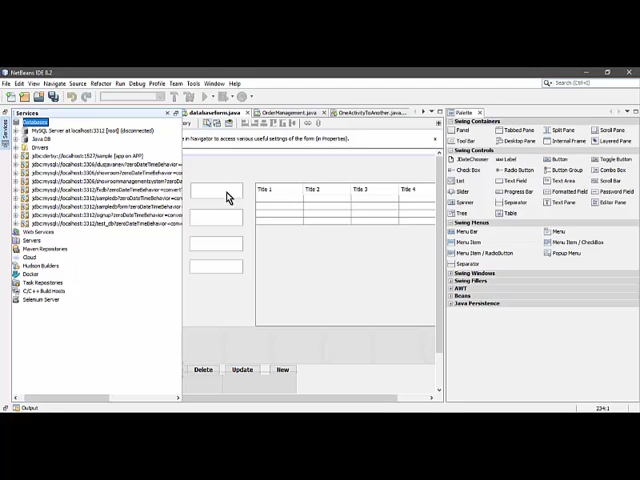 NetBeans IDE 8.2
File Edit View Navigate Source Refactor Run Debug Profile Team Tools Window Help
Search (Ctrl+I)
Services
Services
Databases
MySQL Server at localhost:3312 [root] (disconnected)
Java DB
Drivers
jdbc:derby://localhost:1527/sample [app on APP]
Web Services
Servers
Maven Repositories
Cloud
Hudson Builders
Docker
Task Repositories
C/C++ Build Hosts
Selenium Server
databaseform.java
OrderManagement.java
OneActivityToAnother.java...
in Navigator to access various useful settings of the form (in Properties).
Title 1 Title 2 Title 3 Title 4
Delete Update New
Palette
Swing Containers
Panel Tabbed Pane Split Pane Scroll Pane
Tool Bar Desktop Pane Internal Frame Layered Pane
Swing Controls
JDateChooser Label Button Toggle Button
Check Box Radio Button Button Group Combo Box
List Text Field Text Area Scroll Bar
Slider Progress Bar Formatted Field Password Field
Spinner Separator Text Pane Editor Pane
Tree Table
Swing Menus
Menu Bar Menu
Menu Item Menu Item / CheckBox
Menu Item / RadioButton Popup Menu
Separator
Swing Windows
Swing Fillers
AWT
Beans
Java Persistence
Output
234:1